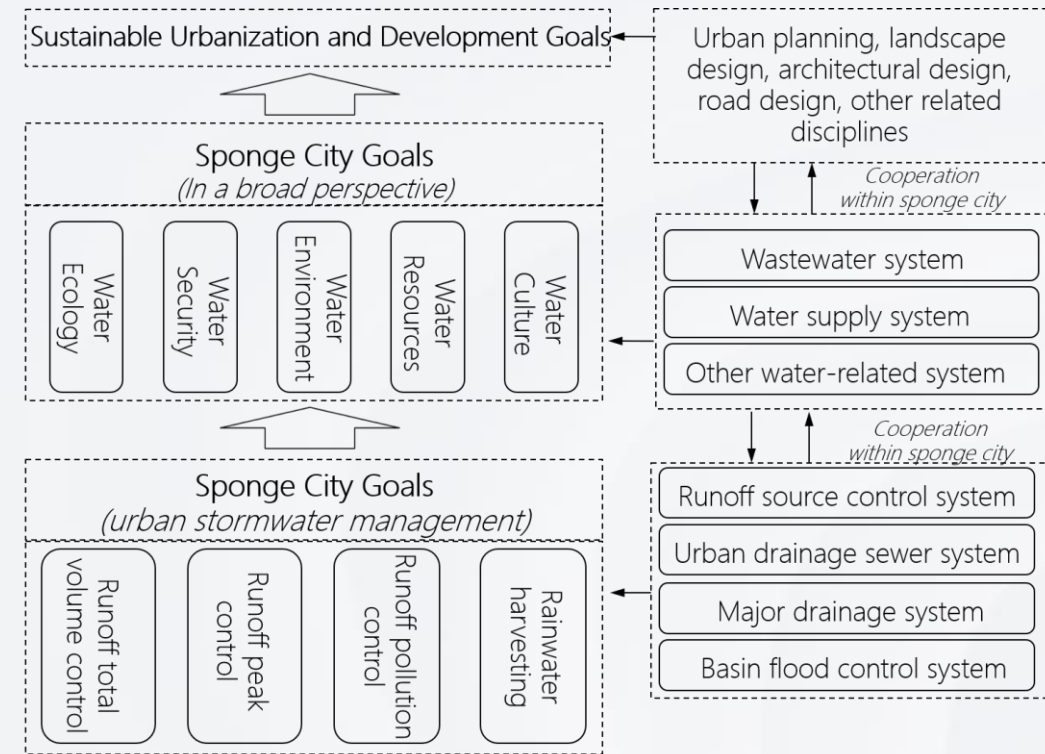 Sustainable Urbanization and Development Goals
Urban planning, landscape
design, architectural design,
road design, other related
disciplines
Sponge City Goals
(In a broad perspective)
Cooperation
within sponge city
Water
Ecology
Water
Security
Water
Environment
Water
Resources
Water
Culture
Wastewater system
Water supply system
Other water-related system
Cooperation
within sponge city
Sponge City Goals
(urban stormwater management)
Runoff total
volume control
Runoff peak
control
Runoff pollution
control
Rainwater
harvesting
Runoff source control system
Urban drainage sewer system
Major drainage system
Basin flood control system